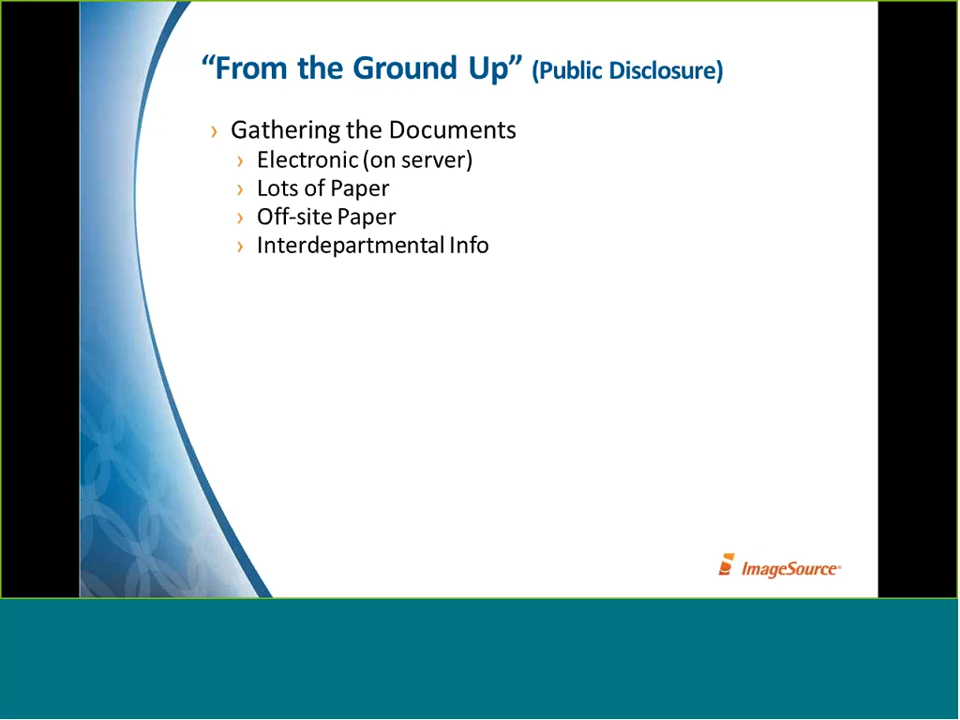 “From the Ground Up” (Public Disclosure)
› Gathering the Documents
› Electronic (on server)
› Lots of Paper
› Off-site Paper
› Interdepartmental Info
ImageSource